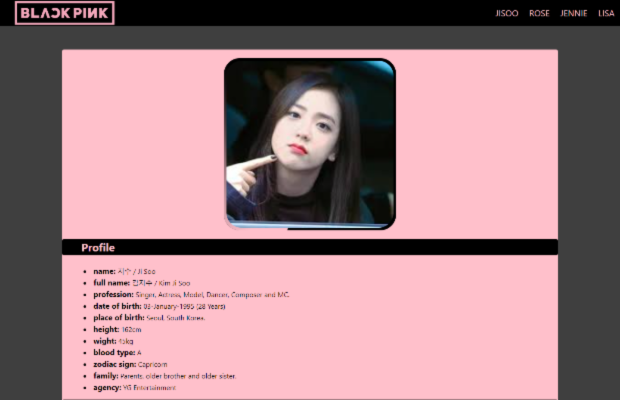 BLACKPINK
JISOO ROSE JENNIE LISA
Profile
name: 지수 / Ji Soo
full name: 김지수 / Kim Ji Soo
profession: Singer, Actress, Model, Dancer, Composer and MC.
date of birth: 03-January-1995 (28 Years)
place of birth: Seoul, South Korea.
height: 162cm
wight: 45kg
blood type: A
zodiac sign: Capricorn
family: Parents, older brother and older sister.
agency: YG Entertainment